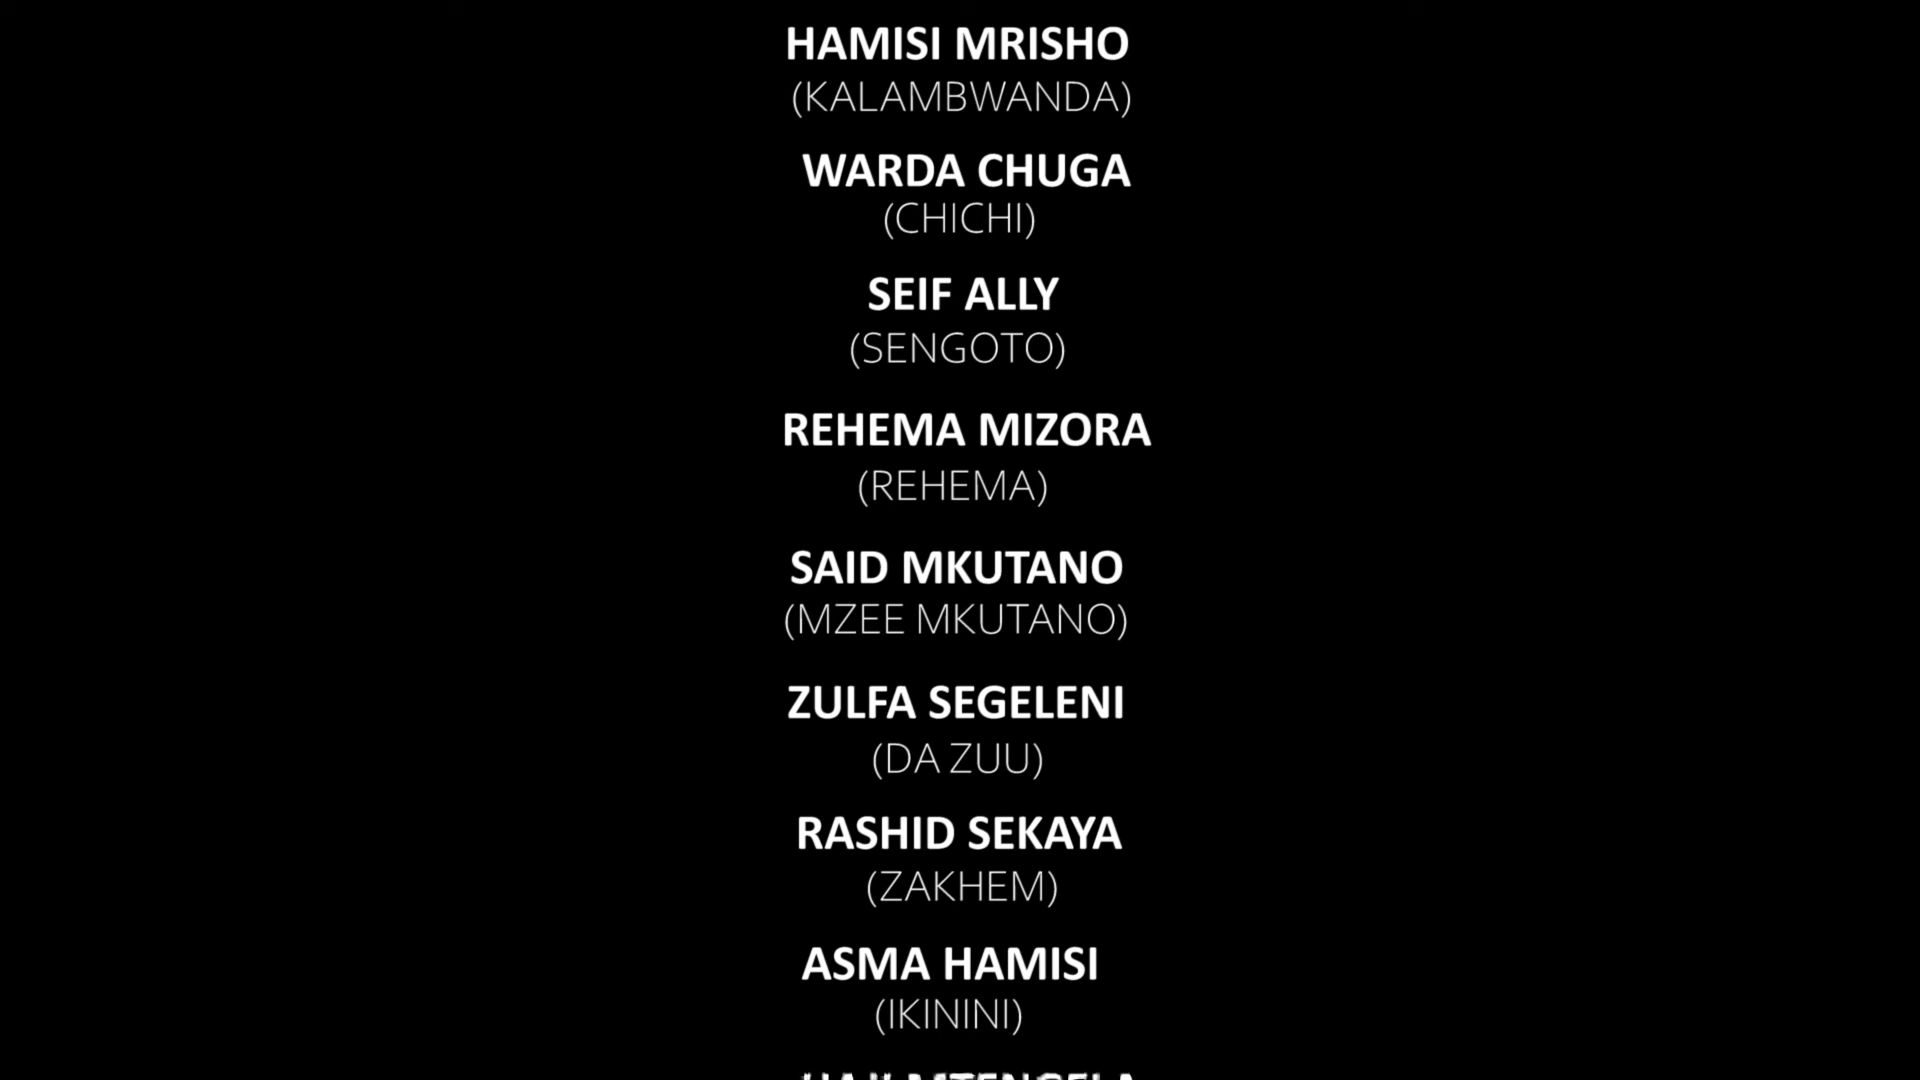 HAMISI MRISHO
(KALAMBWANDA)
WARDA CHUGA
(CHICHI)
SEIF ALLY
(SENGOTO)
REHEMA MIZORA
(REHEMA)
SAID MKUTANO
(MZEE MKUTANO)
ZULFA SEGELENI
(DA ZUU)
RASHID SEKAYA
(ZAKHEM)
ASMA HAMISI
(IKININI)